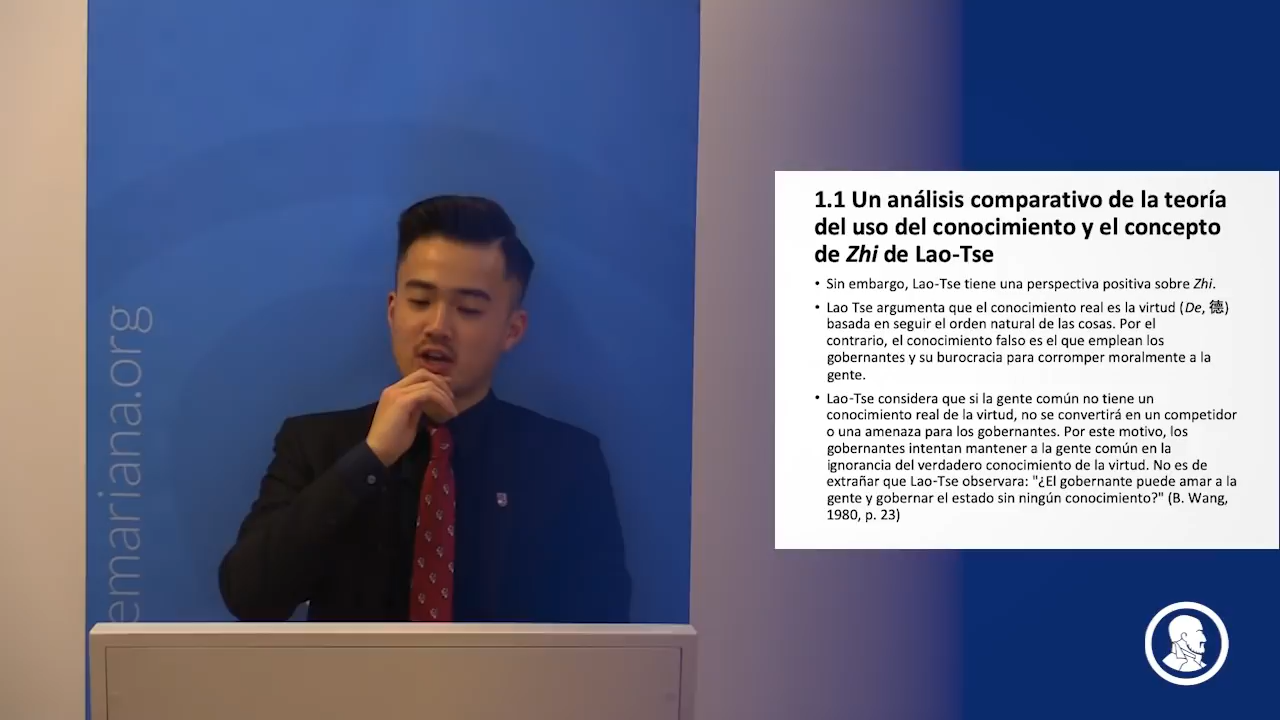 emariana.org
1.1 Un análisis comparativo de la teoría
del uso del conocimiento y el concepto
de Zhi de Lao-Tse
• Sin embargo, Lao-Tse tiene una perspectiva positiva sobre Zhi.
• Lao Tse argumenta que el conocimiento real es la virtud (De, 德)
basada en seguir el orden natural de las cosas. Por el
contrario, el conocimiento falso es el que emplean los
gobernantes y su burocracia para corromper moralmente a la
gente.
• Lao-Tse considera que si la gente común no tiene un
conocimiento real de la virtud, no se convertirá en un competidor
o una amenaza para los gobernantes. Por este motivo, los
gobernantes intentan mantener a la gente común en la
ignorancia del verdadero conocimiento de la virtud. No es de
extrañar que Lao-Tse observara: "¿El gobernante puede amar a la
gente y gobernar el estado sin ningún conocimiento?" (B. Wang,
1980, p. 23)